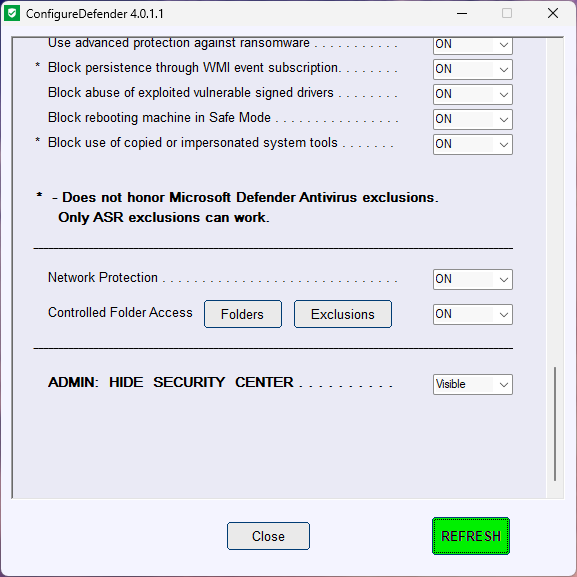 ConfigureDefender 4.0.1.1
Use advanced protection against ransomware . . . . . . . . . . . ON
* Block persistence through WMI event subscription. . . . . . . . ON
Block abuse of exploited vulnerable signed drivers . . . . . . . . ON
Block rebooting machine in Safe Mode . . . . . . . . . . . . . . . . ON
* Block use of copied or impersonated system tools . . . . . . . ON
* - Does not honor Microsoft Defender Antivirus exclusions.
Only ASR exclusions can work.
Network Protection . . . . . . . . . . . . . . . . . . . . . . . . . . . . . . ON
Controlled Folder Access Folders Exclusions ON
ADMIN: HIDE SECURITY CENTER . . . . . . . . . . Visible
Close REFRESH